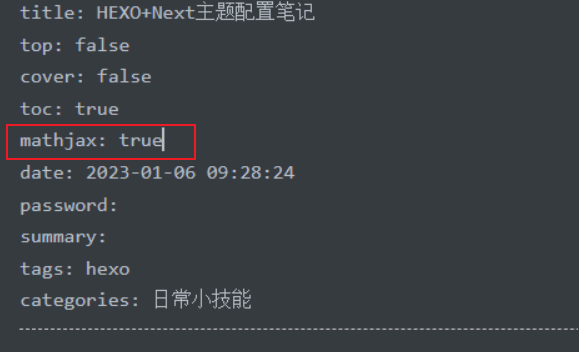 title: HEXO+Next主题配置笔记
top: false
cover: false
toc: true
mathjax: true
date: 2023-01-06 09:28:24
password:
summary:
tags: hexo
categories: 日常小技能